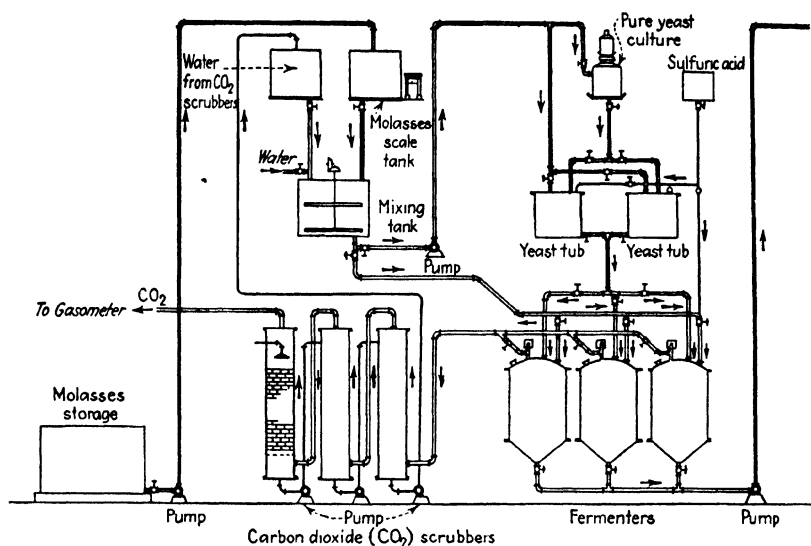 Pure yeast
culture
Water
from CO₂
scrubbers
Sulfuric acid
Molasses
scale
tank
Water
Mixing
tank
Pump
Yeast tub
Yeast tub
CO₂
To Gasometer
Molasses
storage
Pump
Pump
Carbon dioxide (CO₂) scrubbers
Fermenters
Pump